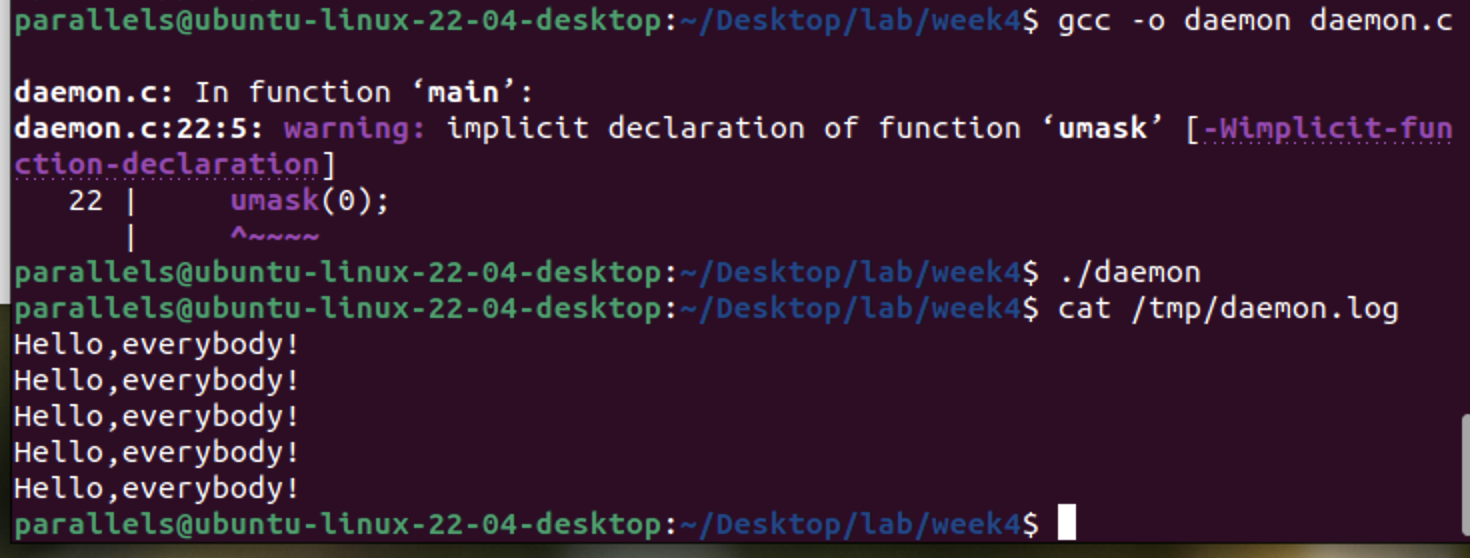 parallels@ubuntu-linux-22-04-desktop:~/Desktop/lab/week4$ gcc -o daemon daemon.c
daemon.c: In function ‘main’:
daemon.c:22:5: warning: implicit declaration of function ‘umask’ [-Wimplicit-fun
ction-declaration]
   22 |     umask(0);
      |     ^~~~~
parallels@ubuntu-linux-22-04-desktop:~/Desktop/lab/week4$ ./daemon
parallels@ubuntu-linux-22-04-desktop:~/Desktop/lab/week4$ cat /tmp/daemon.log
Hello,everybody!
Hello,everybody!
Hello,everybody!
Hello,everybody!
Hello,everybody!
parallels@ubuntu-linux-22-04-desktop:~/Desktop/lab/week4$